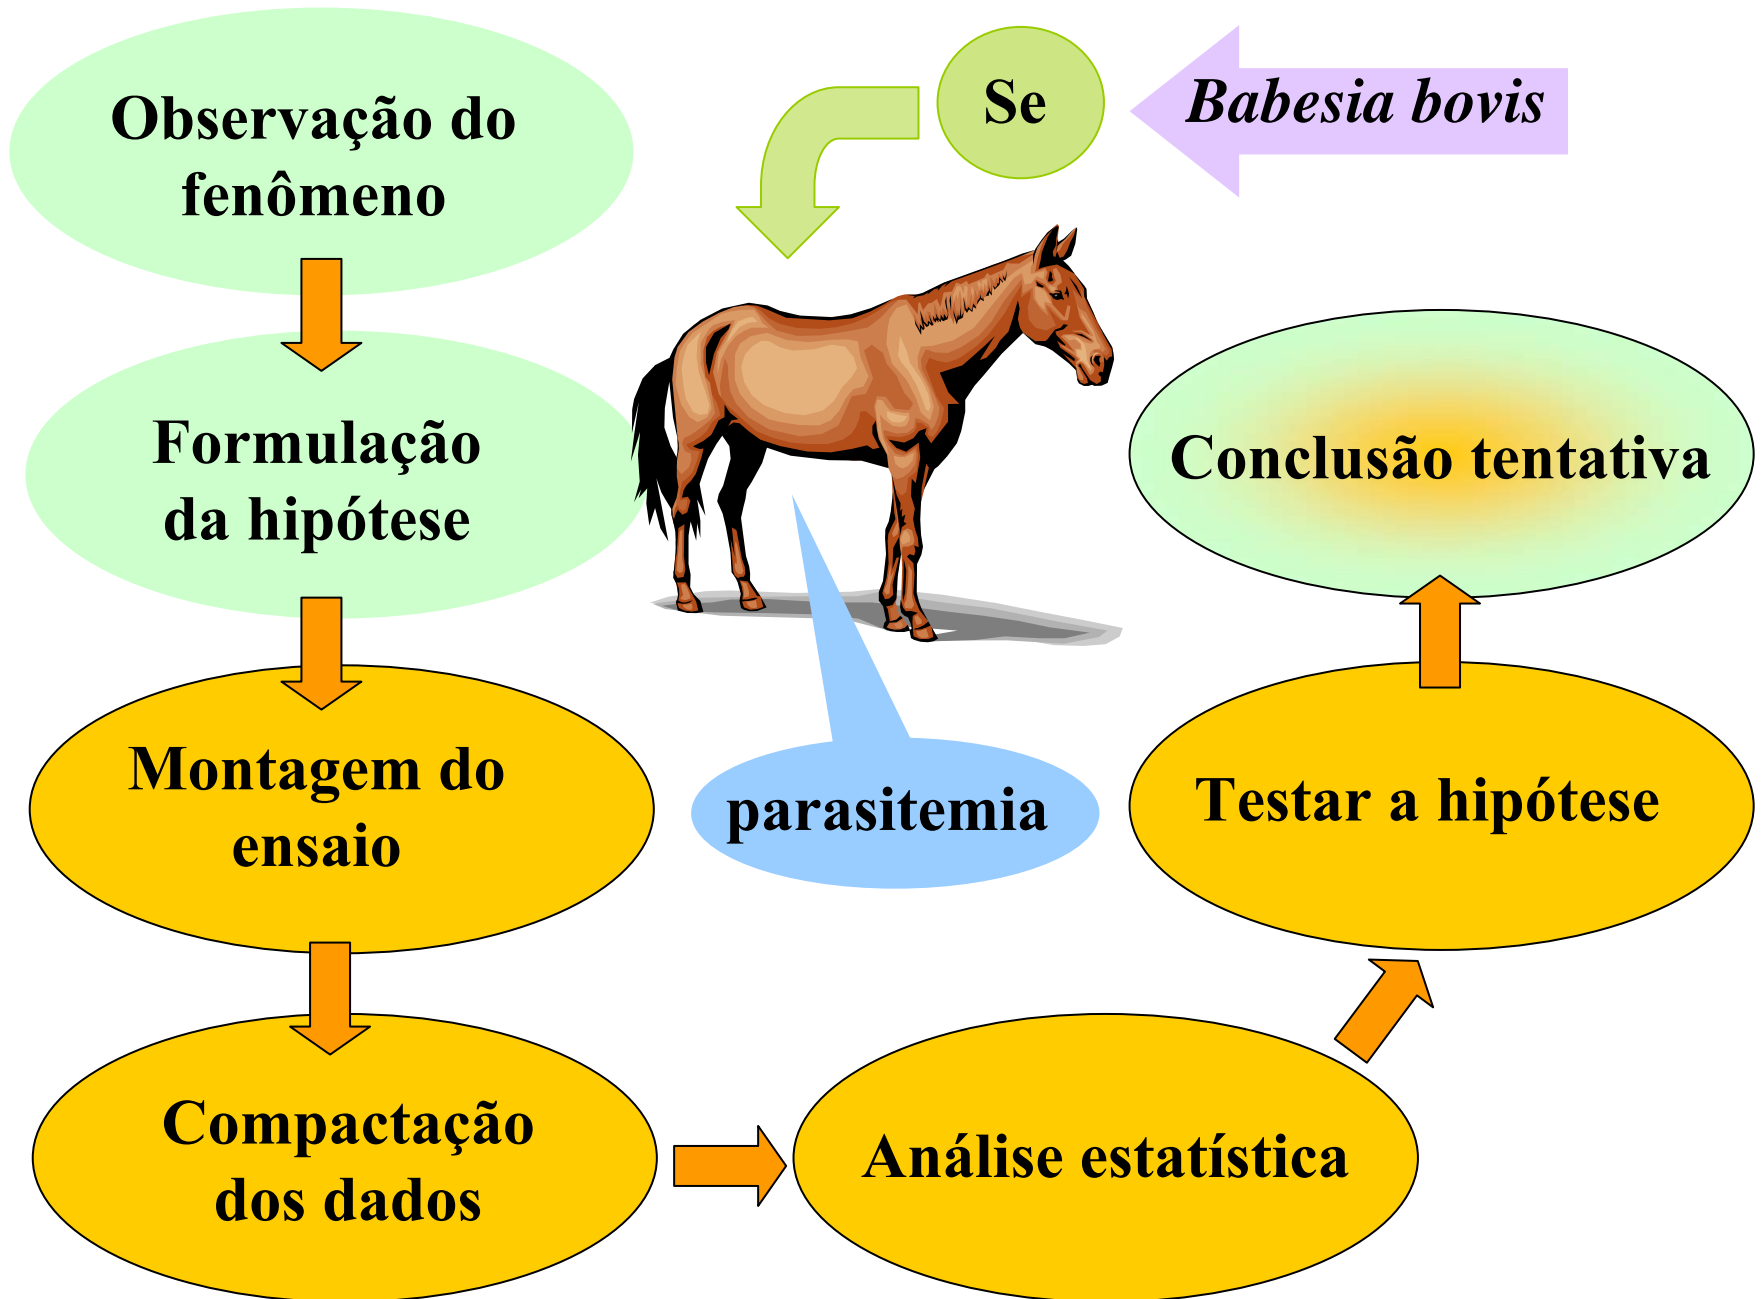 Observação do
fenômeno
Se
Babesia bovis
Formulação
da hipótese
Conclusão tentativa
Montagem do
ensaio
parasitemia
Testar a hipótese
Compactação
dos dados
Análise estatística